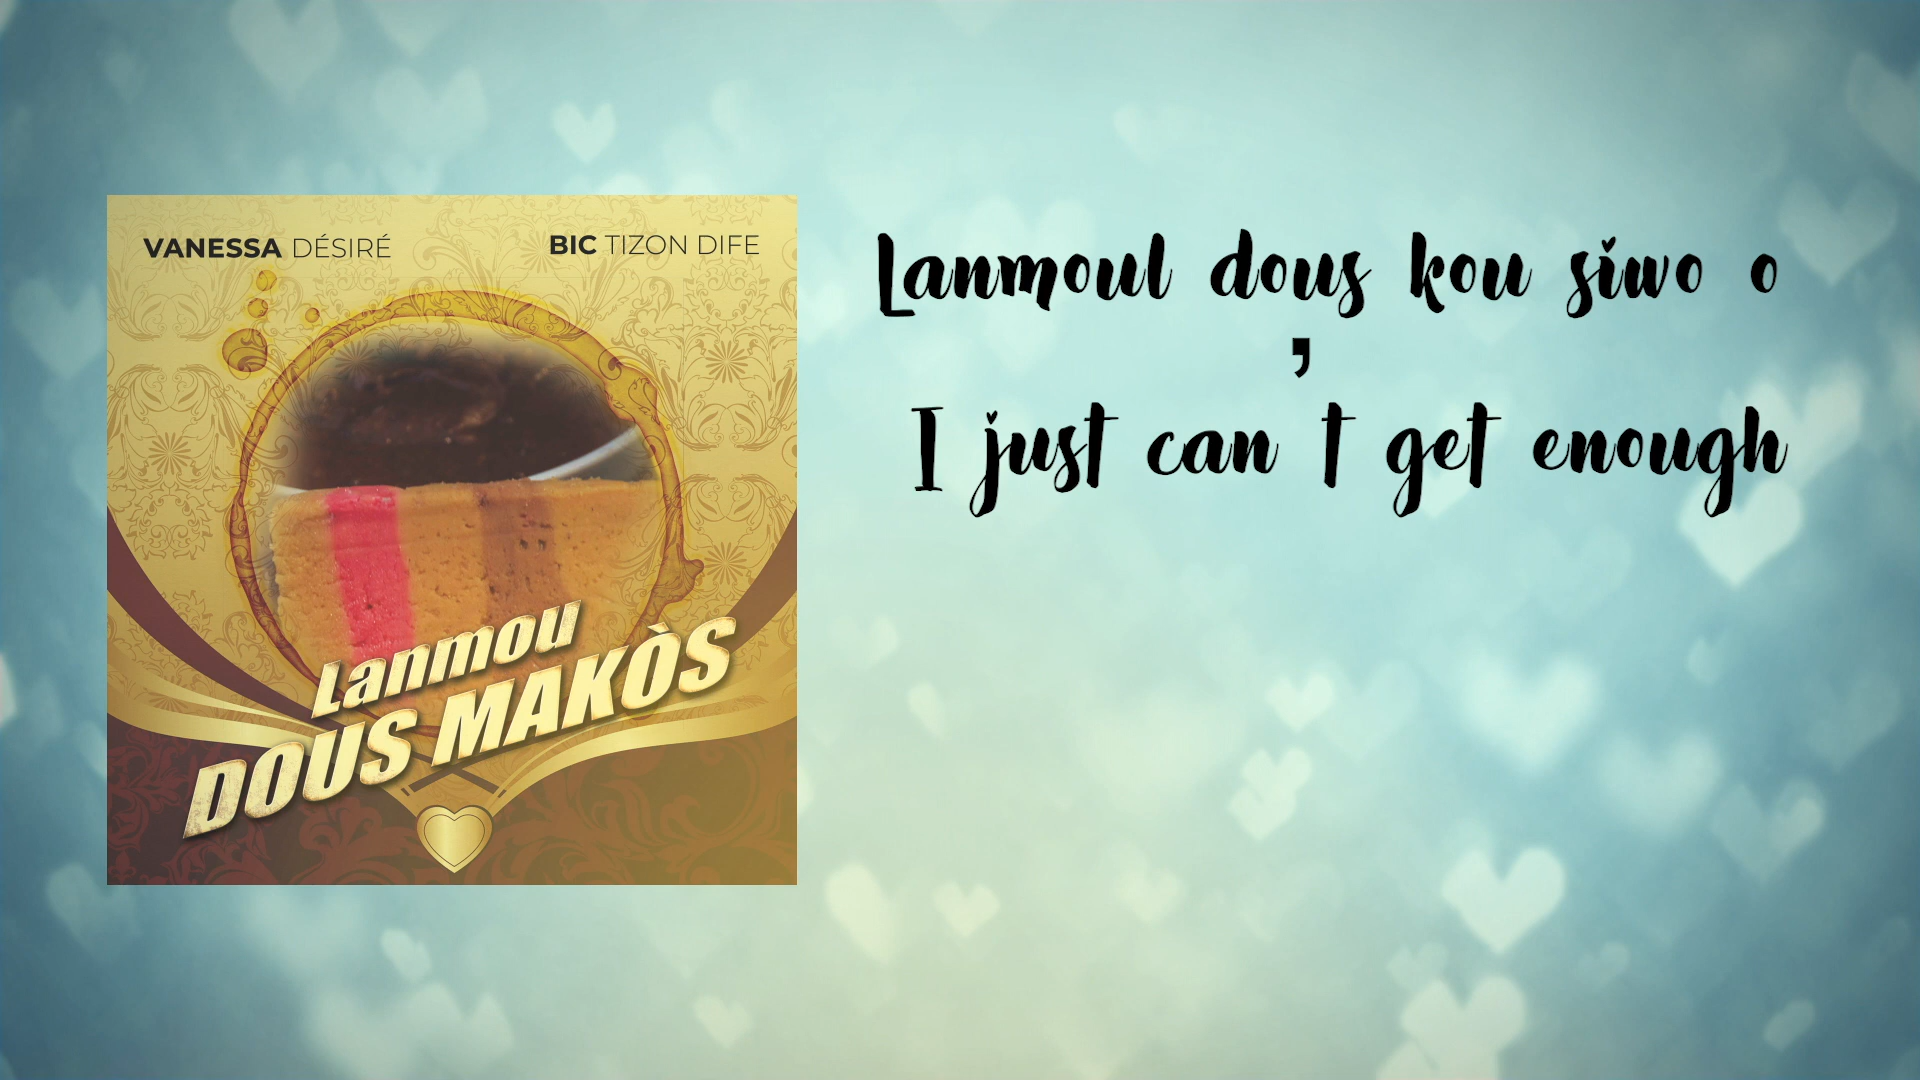 VANESSA DÉSIRÉ
BIC TIZON DIFE
Lanmou
DOUS MAKÒS
Lanmoul dous kou siwo o
I just can't get enough